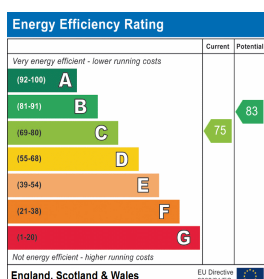 Energy Efficiency Rating
Current Potential
Very energy efficient - lower running costs
(92-100) A
(81-91) B
83
(69-80) C
75
(55-68) D
(39-54) E
(21-38) F
(1-20) G
Not energy efficient - higher running costs
England, Scotland & Wales
EU Directive